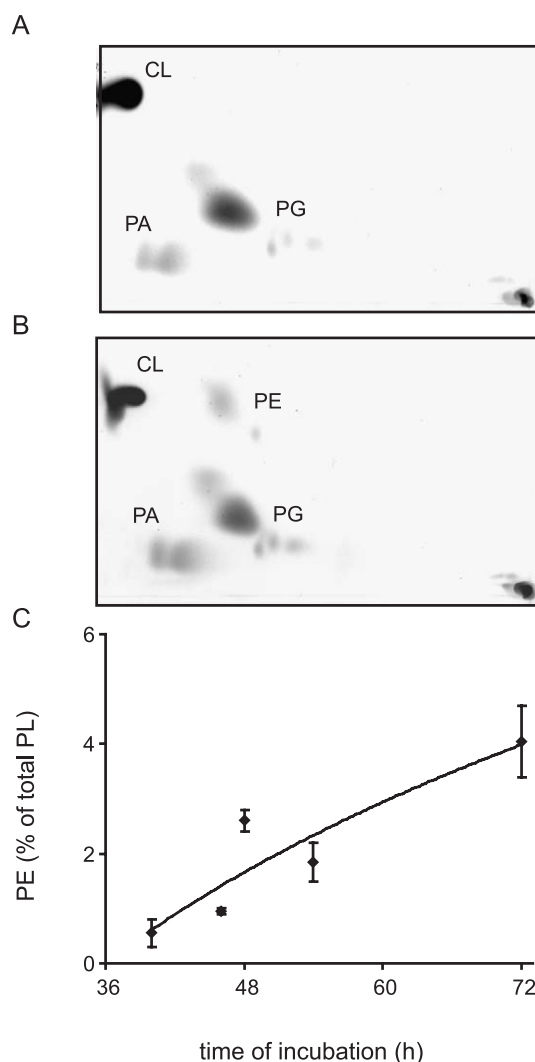 A
CL
PA
PG
B
CL
PE
PA
PG
C
6
4
2
0
PE (% of total PL)
36
48
60
72
time of incubation (h)